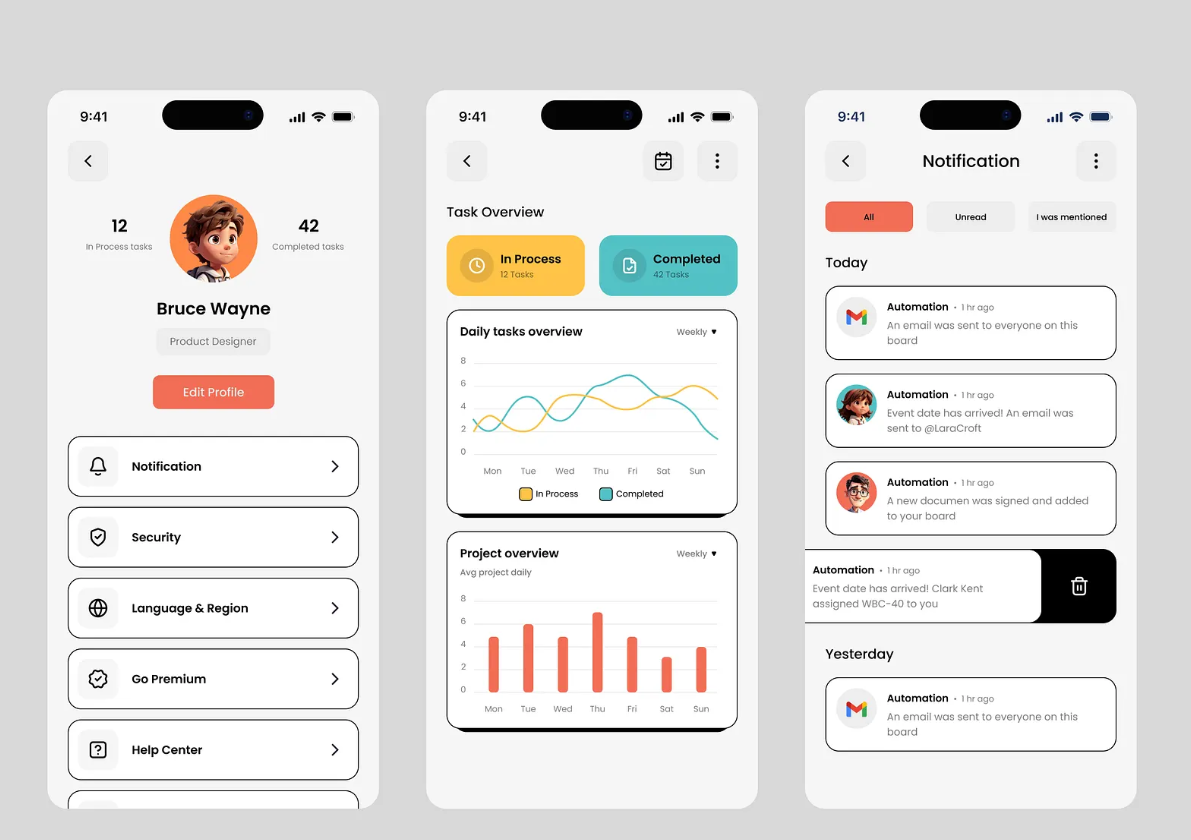 9:41
12
In Process tasks
42
Completed tasks
Bruce Wayne
Product Designer
Edit Profile
Notification
Security
Language & Region
Go Premium
Help Center
9:41
Task Overview
In Process
12 Tasks
Completed
42 Tasks
Daily tasks overview
Weekly
8
6
4
2
0
Mon Tue Wed Thu Fri Sat Sun
In Process Completed
Project overview
Weekly
Avg project daily
8
6
4
2
0
Mon Tue Wed Thu Fri Sat Sun
9:41
Notification
All Unread I was mentioned
Today
Automation • 1 hr ago
An email was sent to everyone on this
board
Automation • 1 hr ago
Event date has arrived! An email was
sent to @LaraCroft
Automation • 1 hr ago
A new documen was signed and added
to your board
Automation • 1 hr ago
Event date has arrived! Clark Kent
assigned WBC-40 to you
Yesterday
Automation • 1 hr ago
An email was sent to everyone on this
board